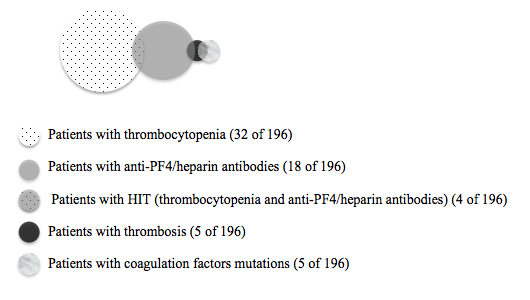 Patients with thrombocytopenia (32 of 196)
Patients with anti-PF4/heparin antibodies (18 of 196)
Patients with HIT (thrombocytopenia and anti-PF4/heparin antibodies) (4 of 196)
Patients with thrombosis (5 of 196)
Patients with coagulation factors mutations (5 of 196)